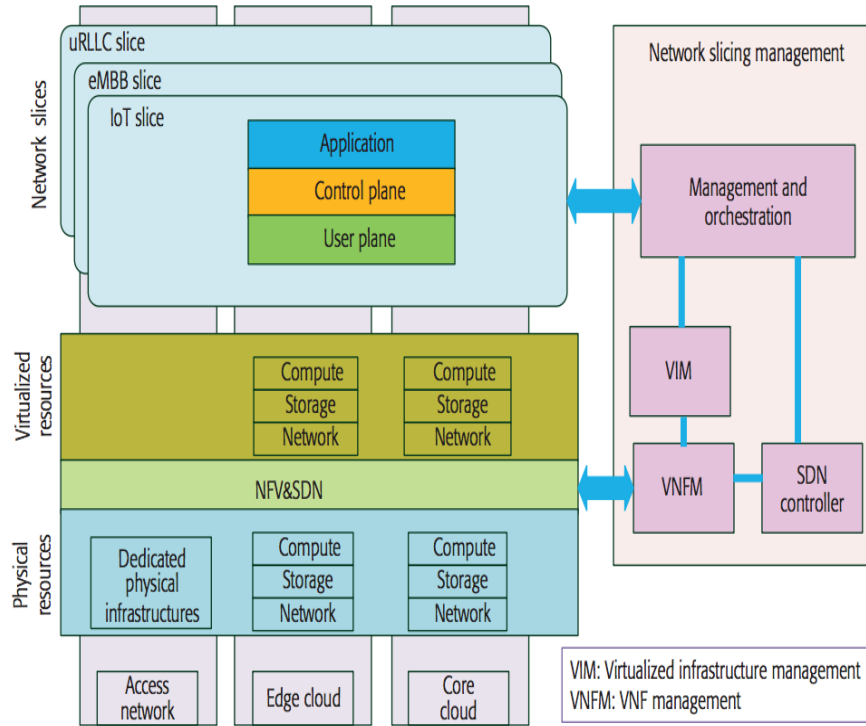 Network slices
uRLLC slice
eMBB slice
IoT slice
Application
Control plane
User plane
Virtualized
resources
Compute
Storage
Network
Compute
Storage
Network
NFV&SDN
Physical
resources
Dedicated
physical
infrastructures
Compute
Storage
Network
Compute
Storage
Network
Access
network
Edge cloud
Core
cloud
Network slicing management
Management and
orchestration
VIM
VNFM
SDN
controller
VIM: Virtualized infrastructure management
VNFM: VNF management